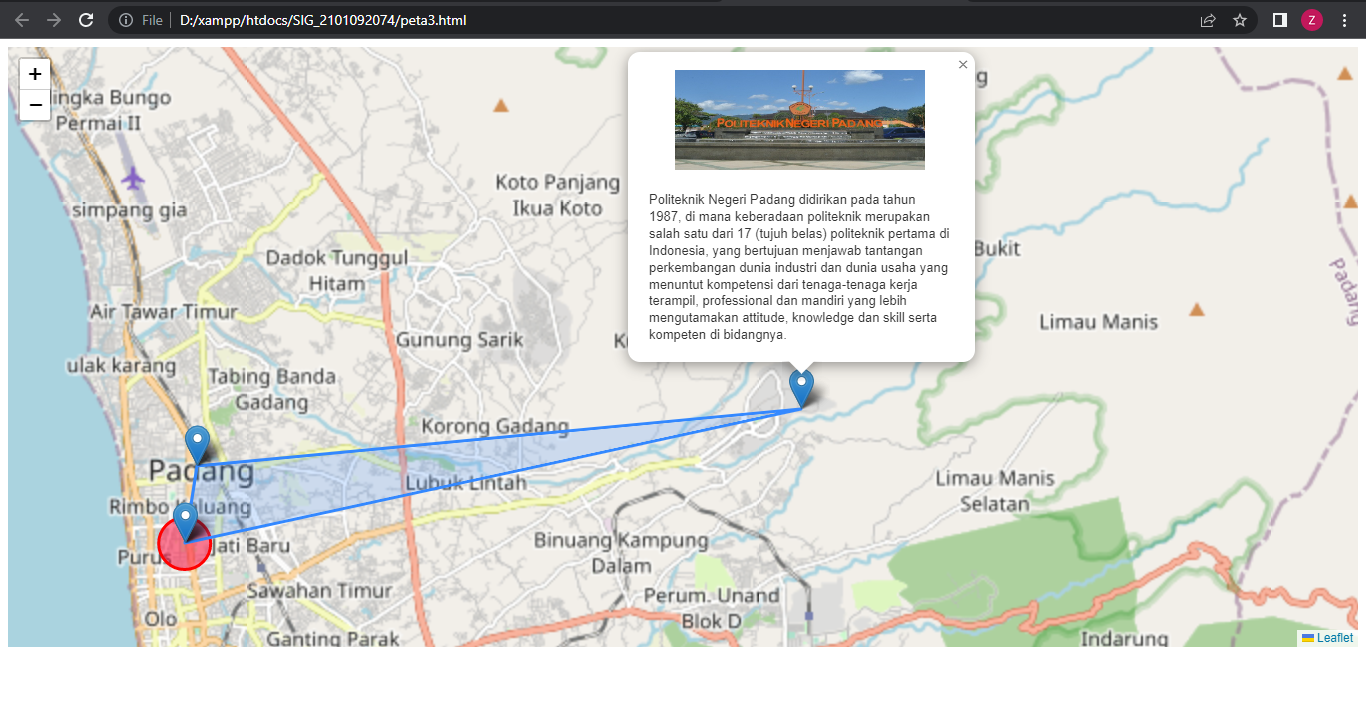 File D:/xampp/htdocs/SIG_2101092074/peta3.html
Z
+
−
ingka Bungo
Permai II
simpang gia
Koto Panjang
Ikua Koto
Dadok Tunggul
Hitam
Air Tawar Timur
Gunung Sarik
ulak karang
Tabing Banda
Gadang
Korong Gadang
Padang
Lubuk Lintah
Rimbo Kaluang
Purus
Jati Baru
Sawahan Timur
Olo
Ganting Parak
Binuang Kampung
Dalam
Perum. Unand
Blok D
×
POLITEKNIK NEGERI PADANG
Politeknik Negeri Padang didirikan pada tahun
1987, di mana keberadaan politeknik merupakan
salah satu dari 17 (tujuh belas) politeknik pertama di
Indonesia, yang bertujuan menjawab tantangan
perkembangan dunia industri dan dunia usaha yang
menuntut kompetensi dari tenaga-tenaga kerja
terampil, professional dan mandiri yang lebih
mengutamakan attitude, knowledge dan skill serta
kompeten di bidangnya.
g
Bukit
Limau Manis
Padang
Limau Manis
Selatan
Indarung
Leaflet